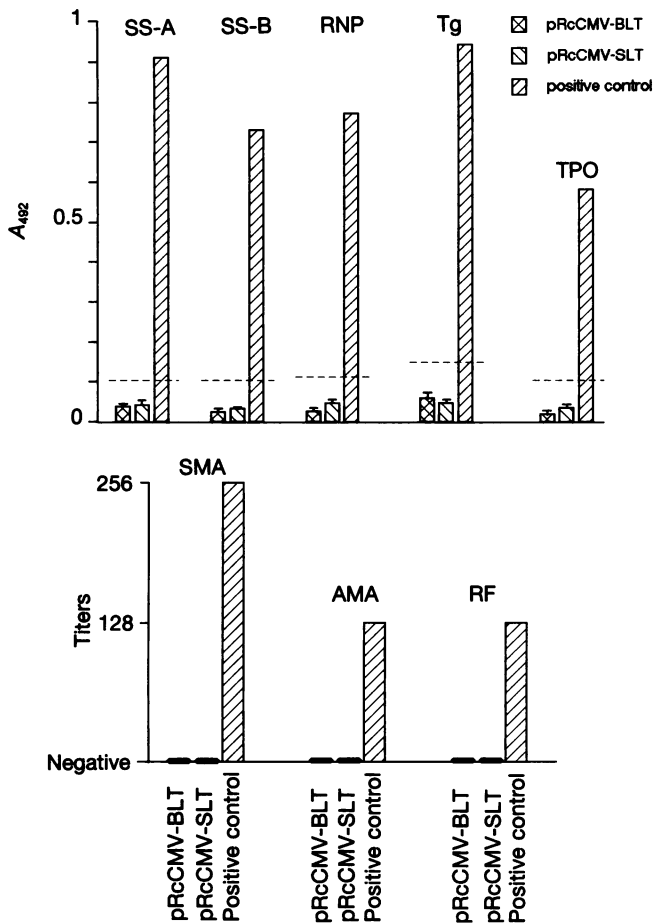 1
SS-A SS-B RNP Tg
pRcCMV-BLT
pRcCMV-SLT
positive control
TPO
0.5
A492
0
SMA
256
AMA RF
128
Titers
Negative
pRcCMV-BLT
pRcCMV-SLT
Positive control
pRcCMV-BLT
pRcCMV-SLT
Positive control
pRcCMV-BLT
pRcCMV-SLT
Positive control